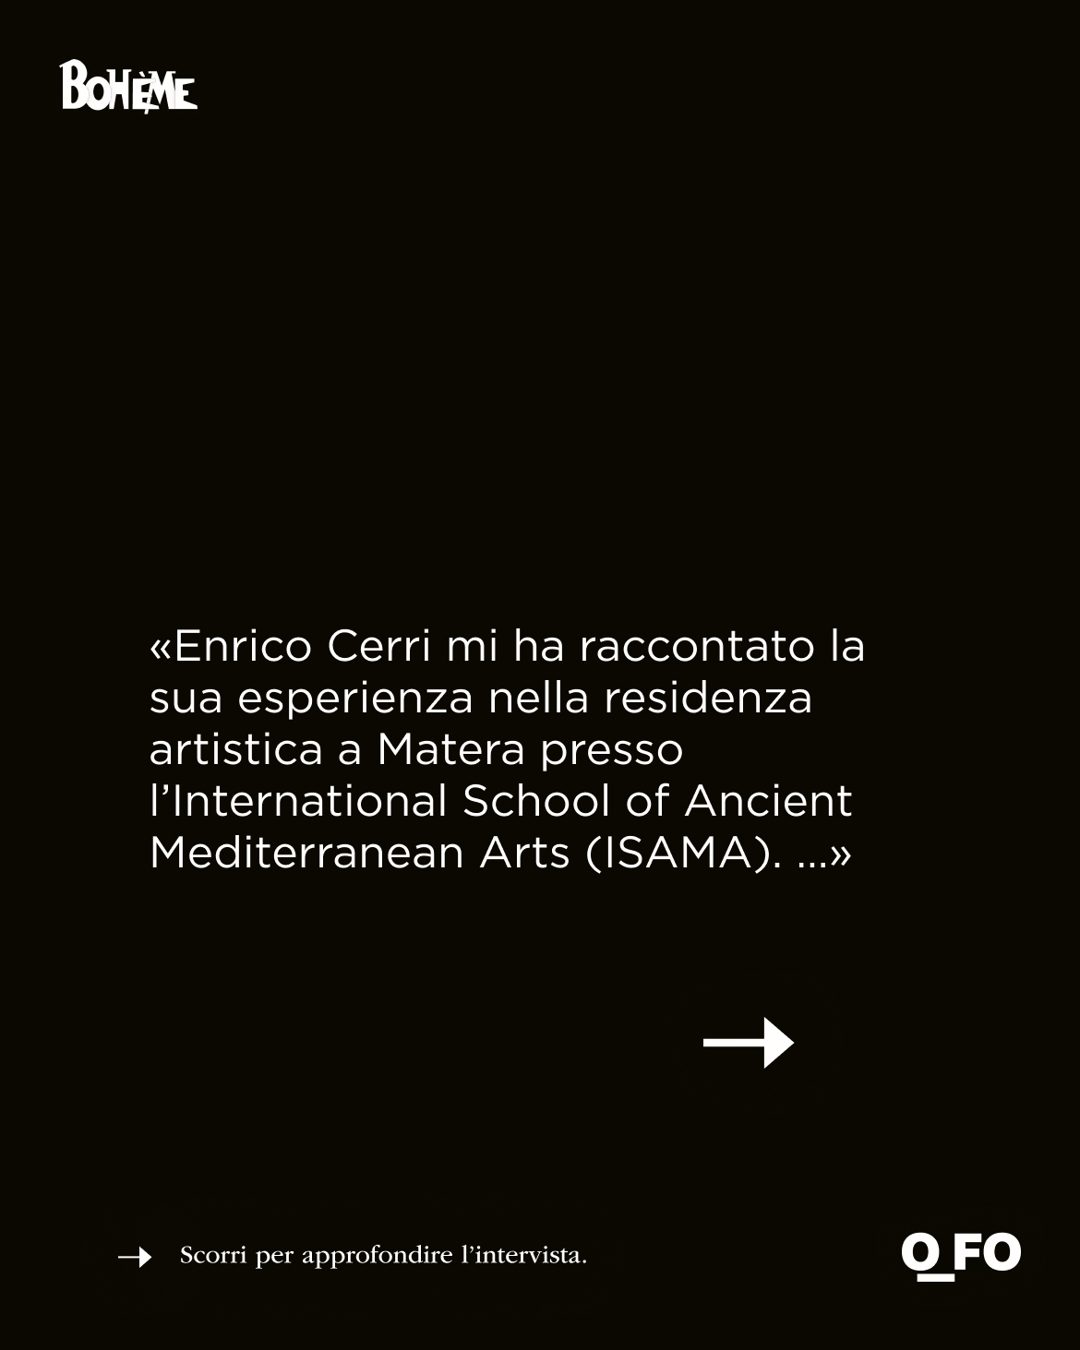 BOHÈME
«Enrico Cerri mi ha raccontato la
sua esperienza nella residenza
artistica a Matera presso
l’International School of Ancient
Mediterranean Arts (ISAMA). ...»
Scorri per approfondire l’intervista.
O_FO